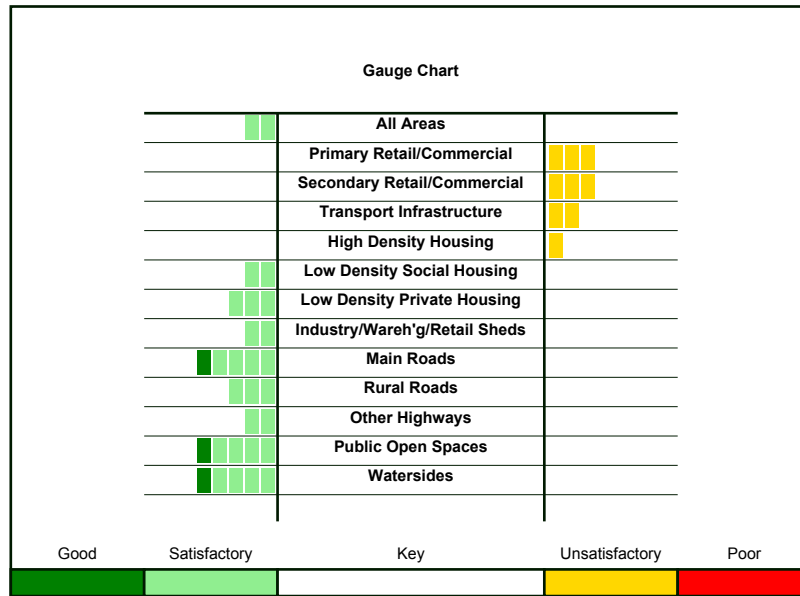 Gauge Chart
All Areas
Primary Retail/Commercial
Secondary Retail/Commercial
Transport Infrastructure
High Density Housing
Low Density Social Housing
Low Density Private Housing
Industry/Wareh'g/Retail Sheds
Main Roads
Rural Roads
Other Highways
Public Open Spaces
Watersides
Good Satisfactory Key Unsatisfactory Poor